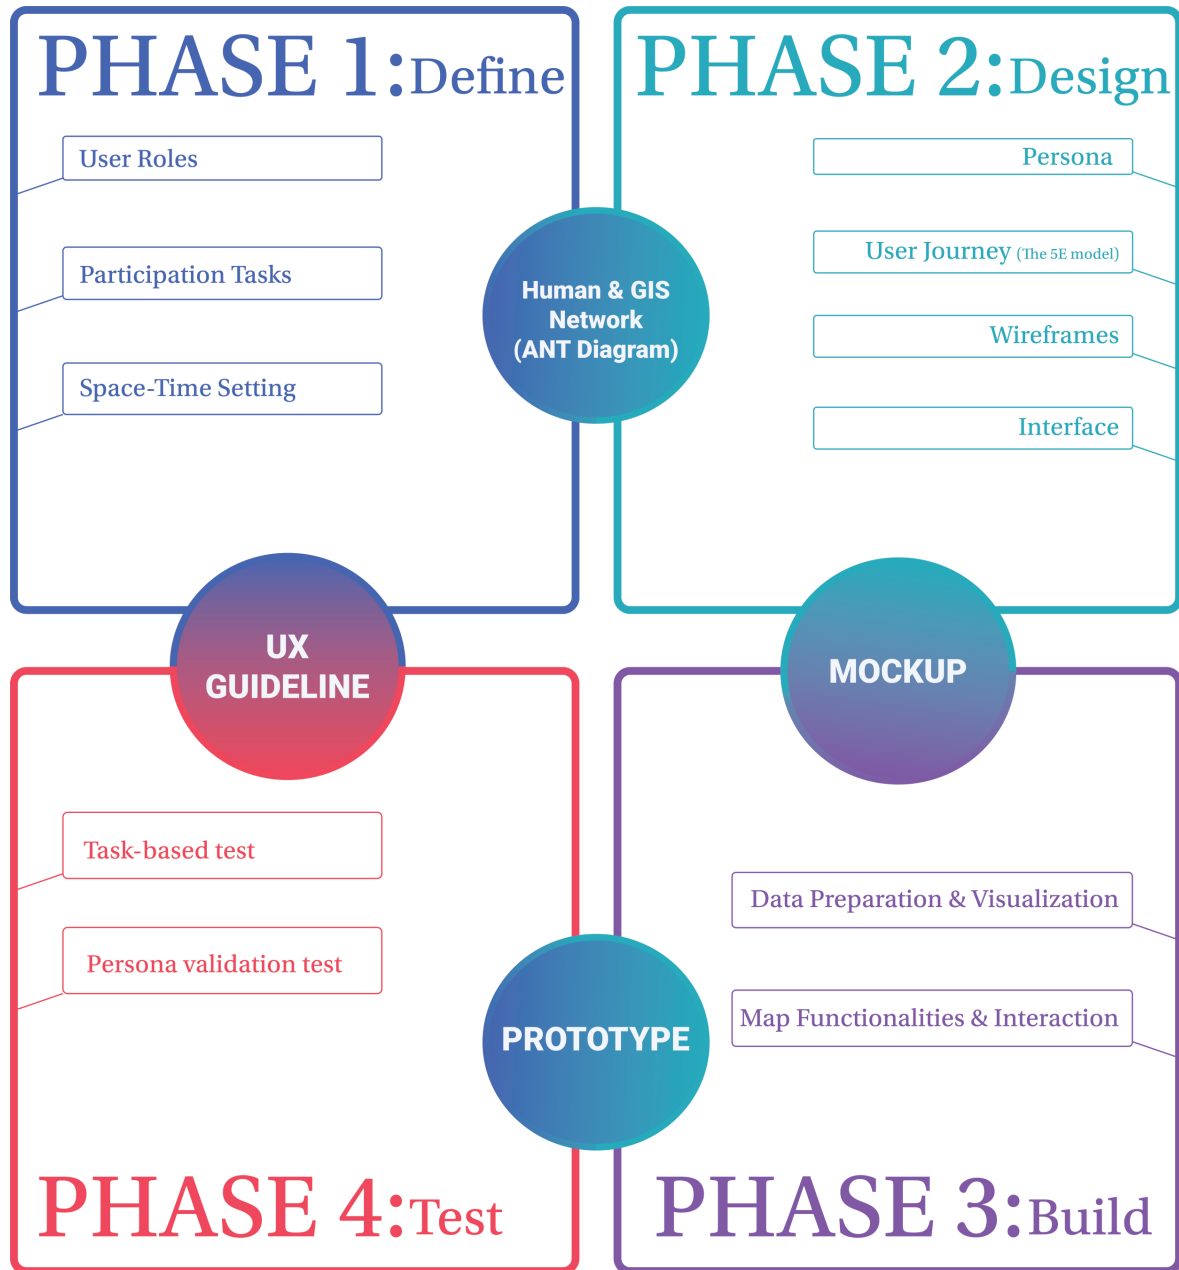 PHASE 1: Define
User Roles
Participation Tasks
Space-Time Setting
Human & GIS
Network
(ANT Diagram)
PHASE 2: Design
Persona
User Journey (The 5E model)
Wireframes
Interface
UX
GUIDELINE
MOCKUP
Task-based test
Persona validation test
PHASE 4: Test
PROTOTYPE
Data Preparation & Visualization
Map Functionalities & Interaction
PHASE 3: Build